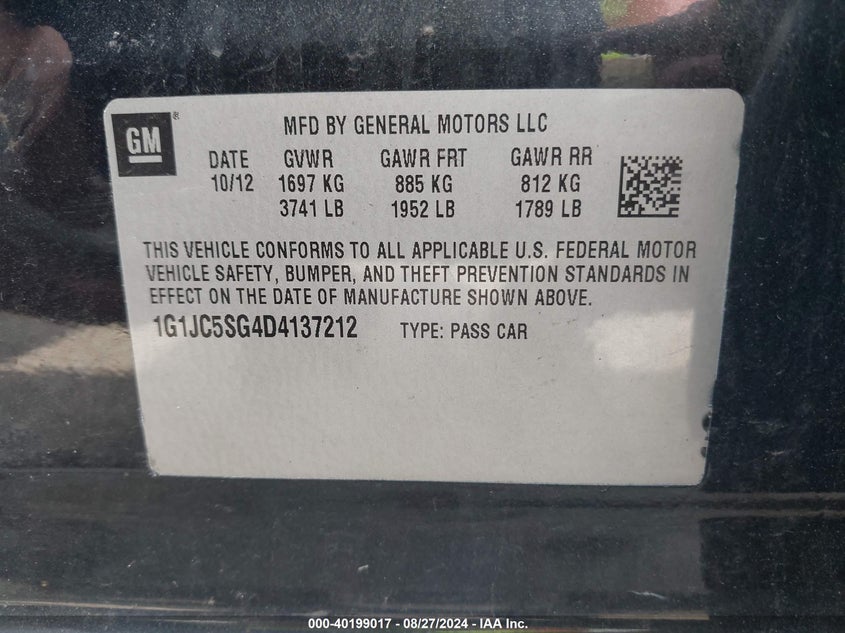 GM ®
MFD BY GENERAL MOTORS LLC
DATE GVWR GAWR FRT GAWR RR
10/12 1697 KG 885 KG 812 KG
3741 LB 1952 LB 1789 LB
THIS VEHICLE CONFORMS TO ALL APPLICABLE U.S. FEDERAL MOTOR
VEHICLE SAFETY, BUMPER, AND THEFT PREVENTION STANDARDS IN
EFFECT ON THE DATE OF MANUFACTURE SHOWN ABOVE.
1G1JC5SG4D4137212 TYPE: PASS CAR
000-40199017 - 08/27/2024 - IAA Inc.